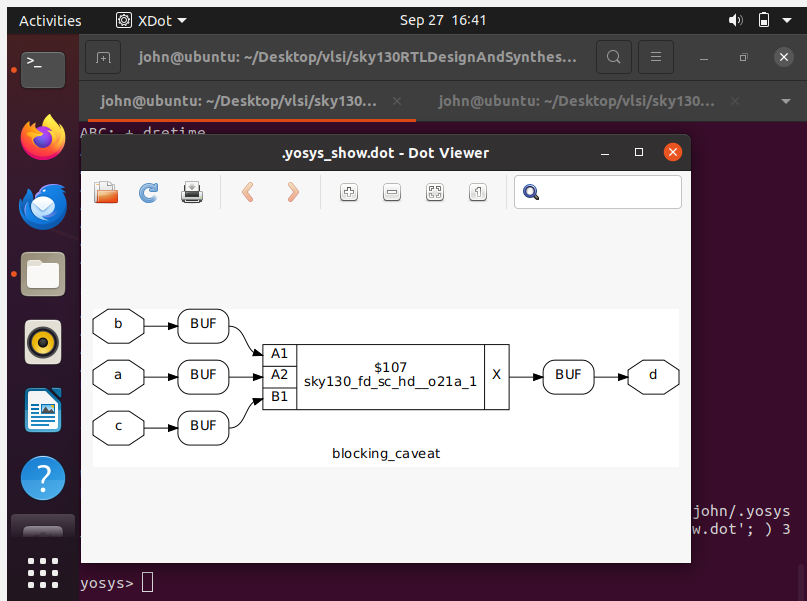 Activities XDot Sep 27 16:41
john@ubuntu: ~/Desktop/vlsi/sky130RTLDesignAndSynthes...
john@ubuntu: ~/Desktop/vlsi/sky130... john@ubuntu: ~/Desktop/vlsi/sky130...
ABC: + dretime
.yosys_show.dot - Dot Viewer
b BUF
a BUF
c BUF
A1
A2
B1
$107
sky130_fd_sc_hd__o21a_1
X
BUF d
blocking_caveat
john/.yosys
w.dot'; ) 3
yosys>